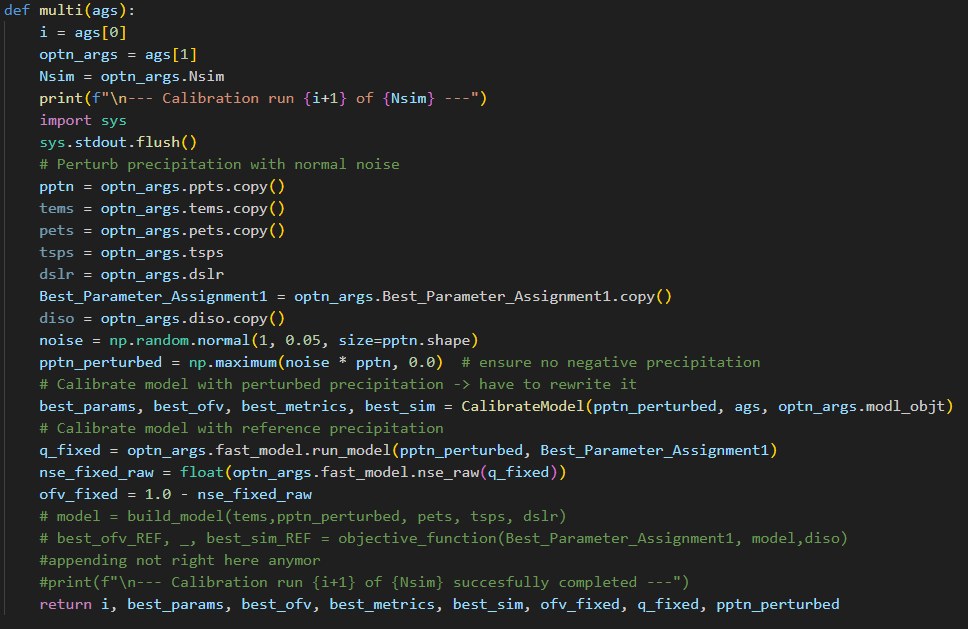 def multi(ags):
    i = ags[0]
    optn_args = ags[1]
    Nsim = optn_args.Nsim
    print(f"\n--- Calibration run {i+1} of {Nsim} ---")
    import sys
    sys.stdout.flush()
    # Perturb precipitation with normal noise
    pptn = optn_args.ppts.copy()
    tems = optn_args.tems.copy()
    pets = optn_args.pets.copy()
    tsps = optn_args.tsps
    dslr = optn_args.dslr
    Best_Parameter_Assignment1 = optn_args.Best_Parameter_Assignment1.copy()
    diso = optn_args.diso.copy()
    noise = np.random.normal(1, 0.05, size=pptn.shape)
    pptn_perturbed = np.maximum(noise * pptn, 0.0)  # ensure no negative precipitation
    # Calibrate model with perturbed precipitation -> have to rewrite it
    best_params, best_ofv, best_metrics, best_sim = CalibrateModel(pptn_perturbed, ags, optn_args.modl_objt)
    # Calibrate model with reference precipitation
    q_fixed = optn_args.fast_model.run_model(pptn_perturbed, Best_Parameter_Assignment1)
    nse_fixed_raw = float(optn_args.fast_model.nse_raw(q_fixed))
    ofv_fixed = 1.0 - nse_fixed_raw
    # model = build_model(tems,pptn_perturbed, pets, tsps, dslr)
    # best_ofv_REF, _, best_sim_REF = objective_function(Best_Parameter_Assignment1, model,diso)
    #appending not right here anymor
    #print(f"\n--- Calibration run {i+1} of {Nsim} succesfully completed ---")
    return i, best_params, best_ofv, best_metrics, best_sim, ofv_fixed, q_fixed, pptn_perturbed